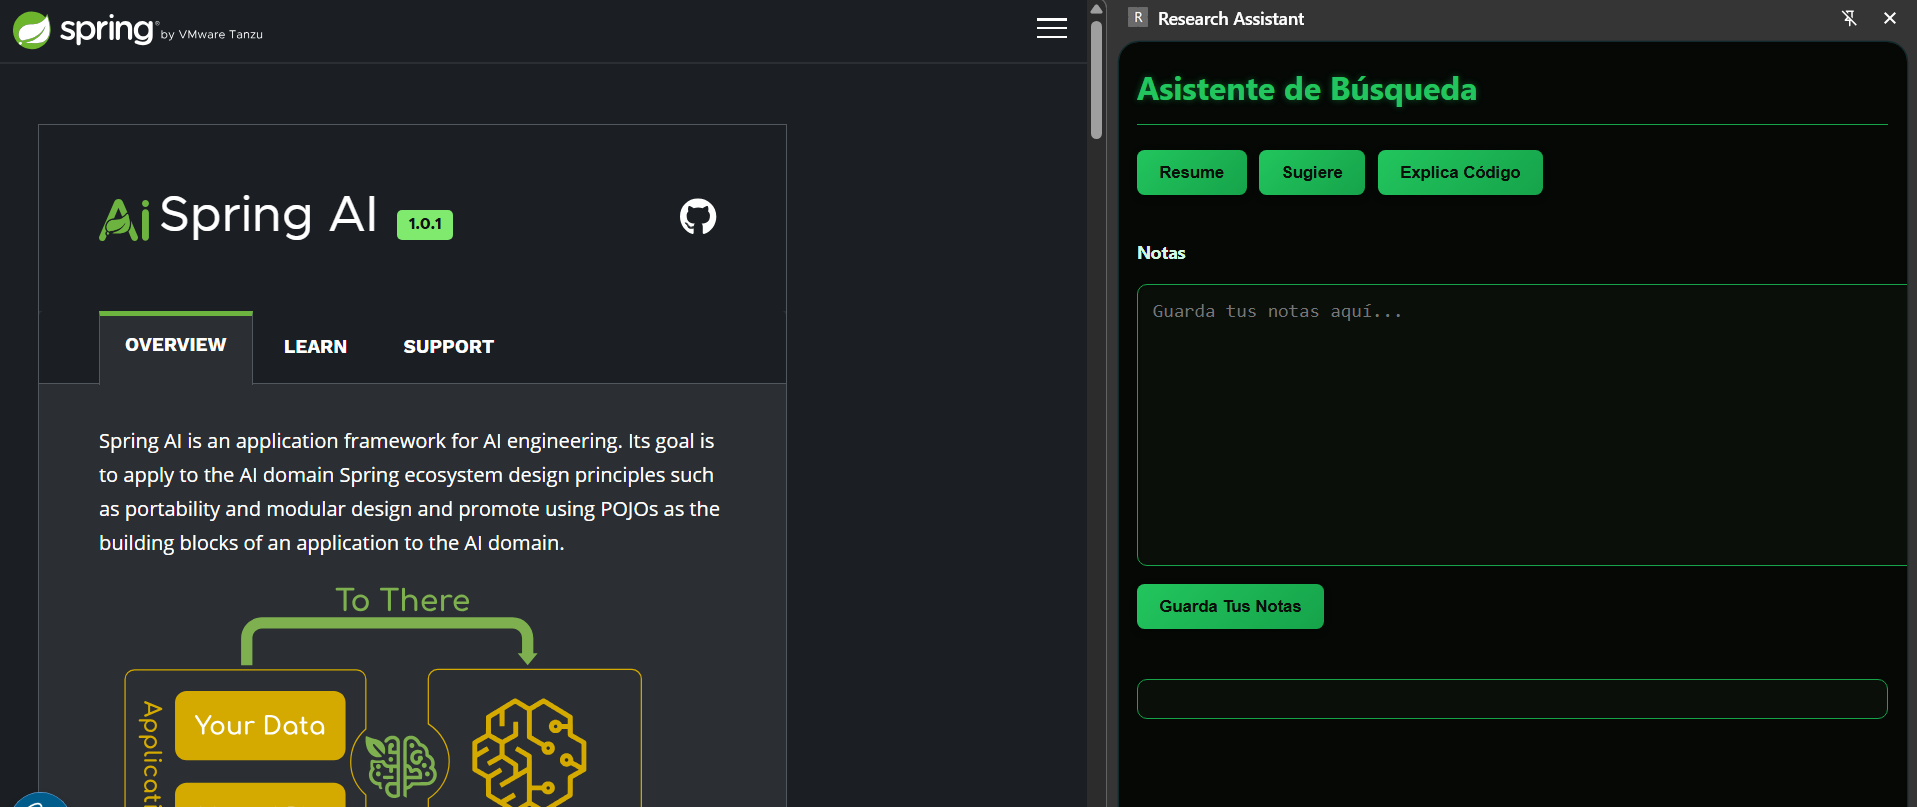 spring by VMware Tanzu
Ai Spring AI 1.0.1
OVERVIEW LEARN SUPPORT
Spring AI is an application framework for AI engineering. Its goal is
to apply to the AI domain Spring ecosystem design principles such
as portability and modular design and promote using POJOs as the
building blocks of an application to the AI domain.
To There
Your Data
R Research Assistant
Asistente de Búsqueda
Resume Sugiere Explica Código
Notas
Guarda tus notas aquí...
Guarda Tus Notas